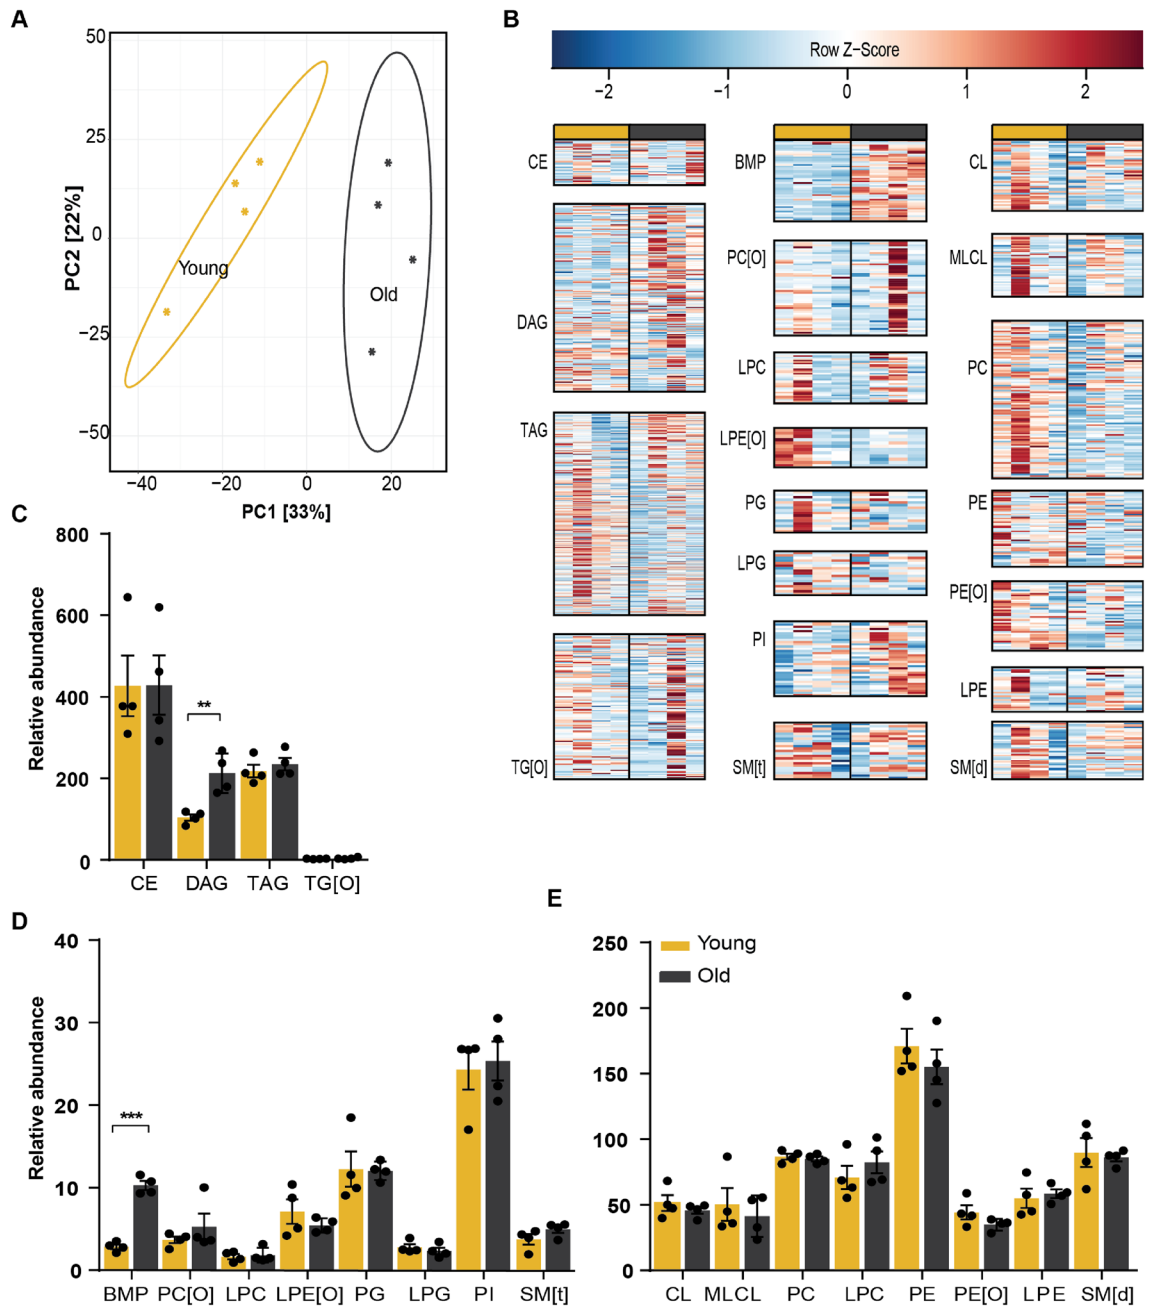 A
50
25
0
−25
−50
PC2 [22%]
Young
Old
−40
−20
0
20
PC1 [33%]
B
Row Z−Score
−2
−1
0
1
2
CE
DAG
TAG
TG[O]
BMP
PC[O]
LPC
LPE[O]
PG
LPG
PI
SM[t]
CL
MLCL
PC
PE
PE[O]
LPE
SM[d]
C
800
600
400
200
0
Relative abundance
**
CE DAG TAG TG[O]
D
40
30
20
10
0
Relative abundance
***
BMP PC[O] LPC LPE[O] PG LPG PI SM[t]
E
250
200
150
100
50
0
Young
Old
CL MLCL PC LPC PE PE[O] LPE SM[d]